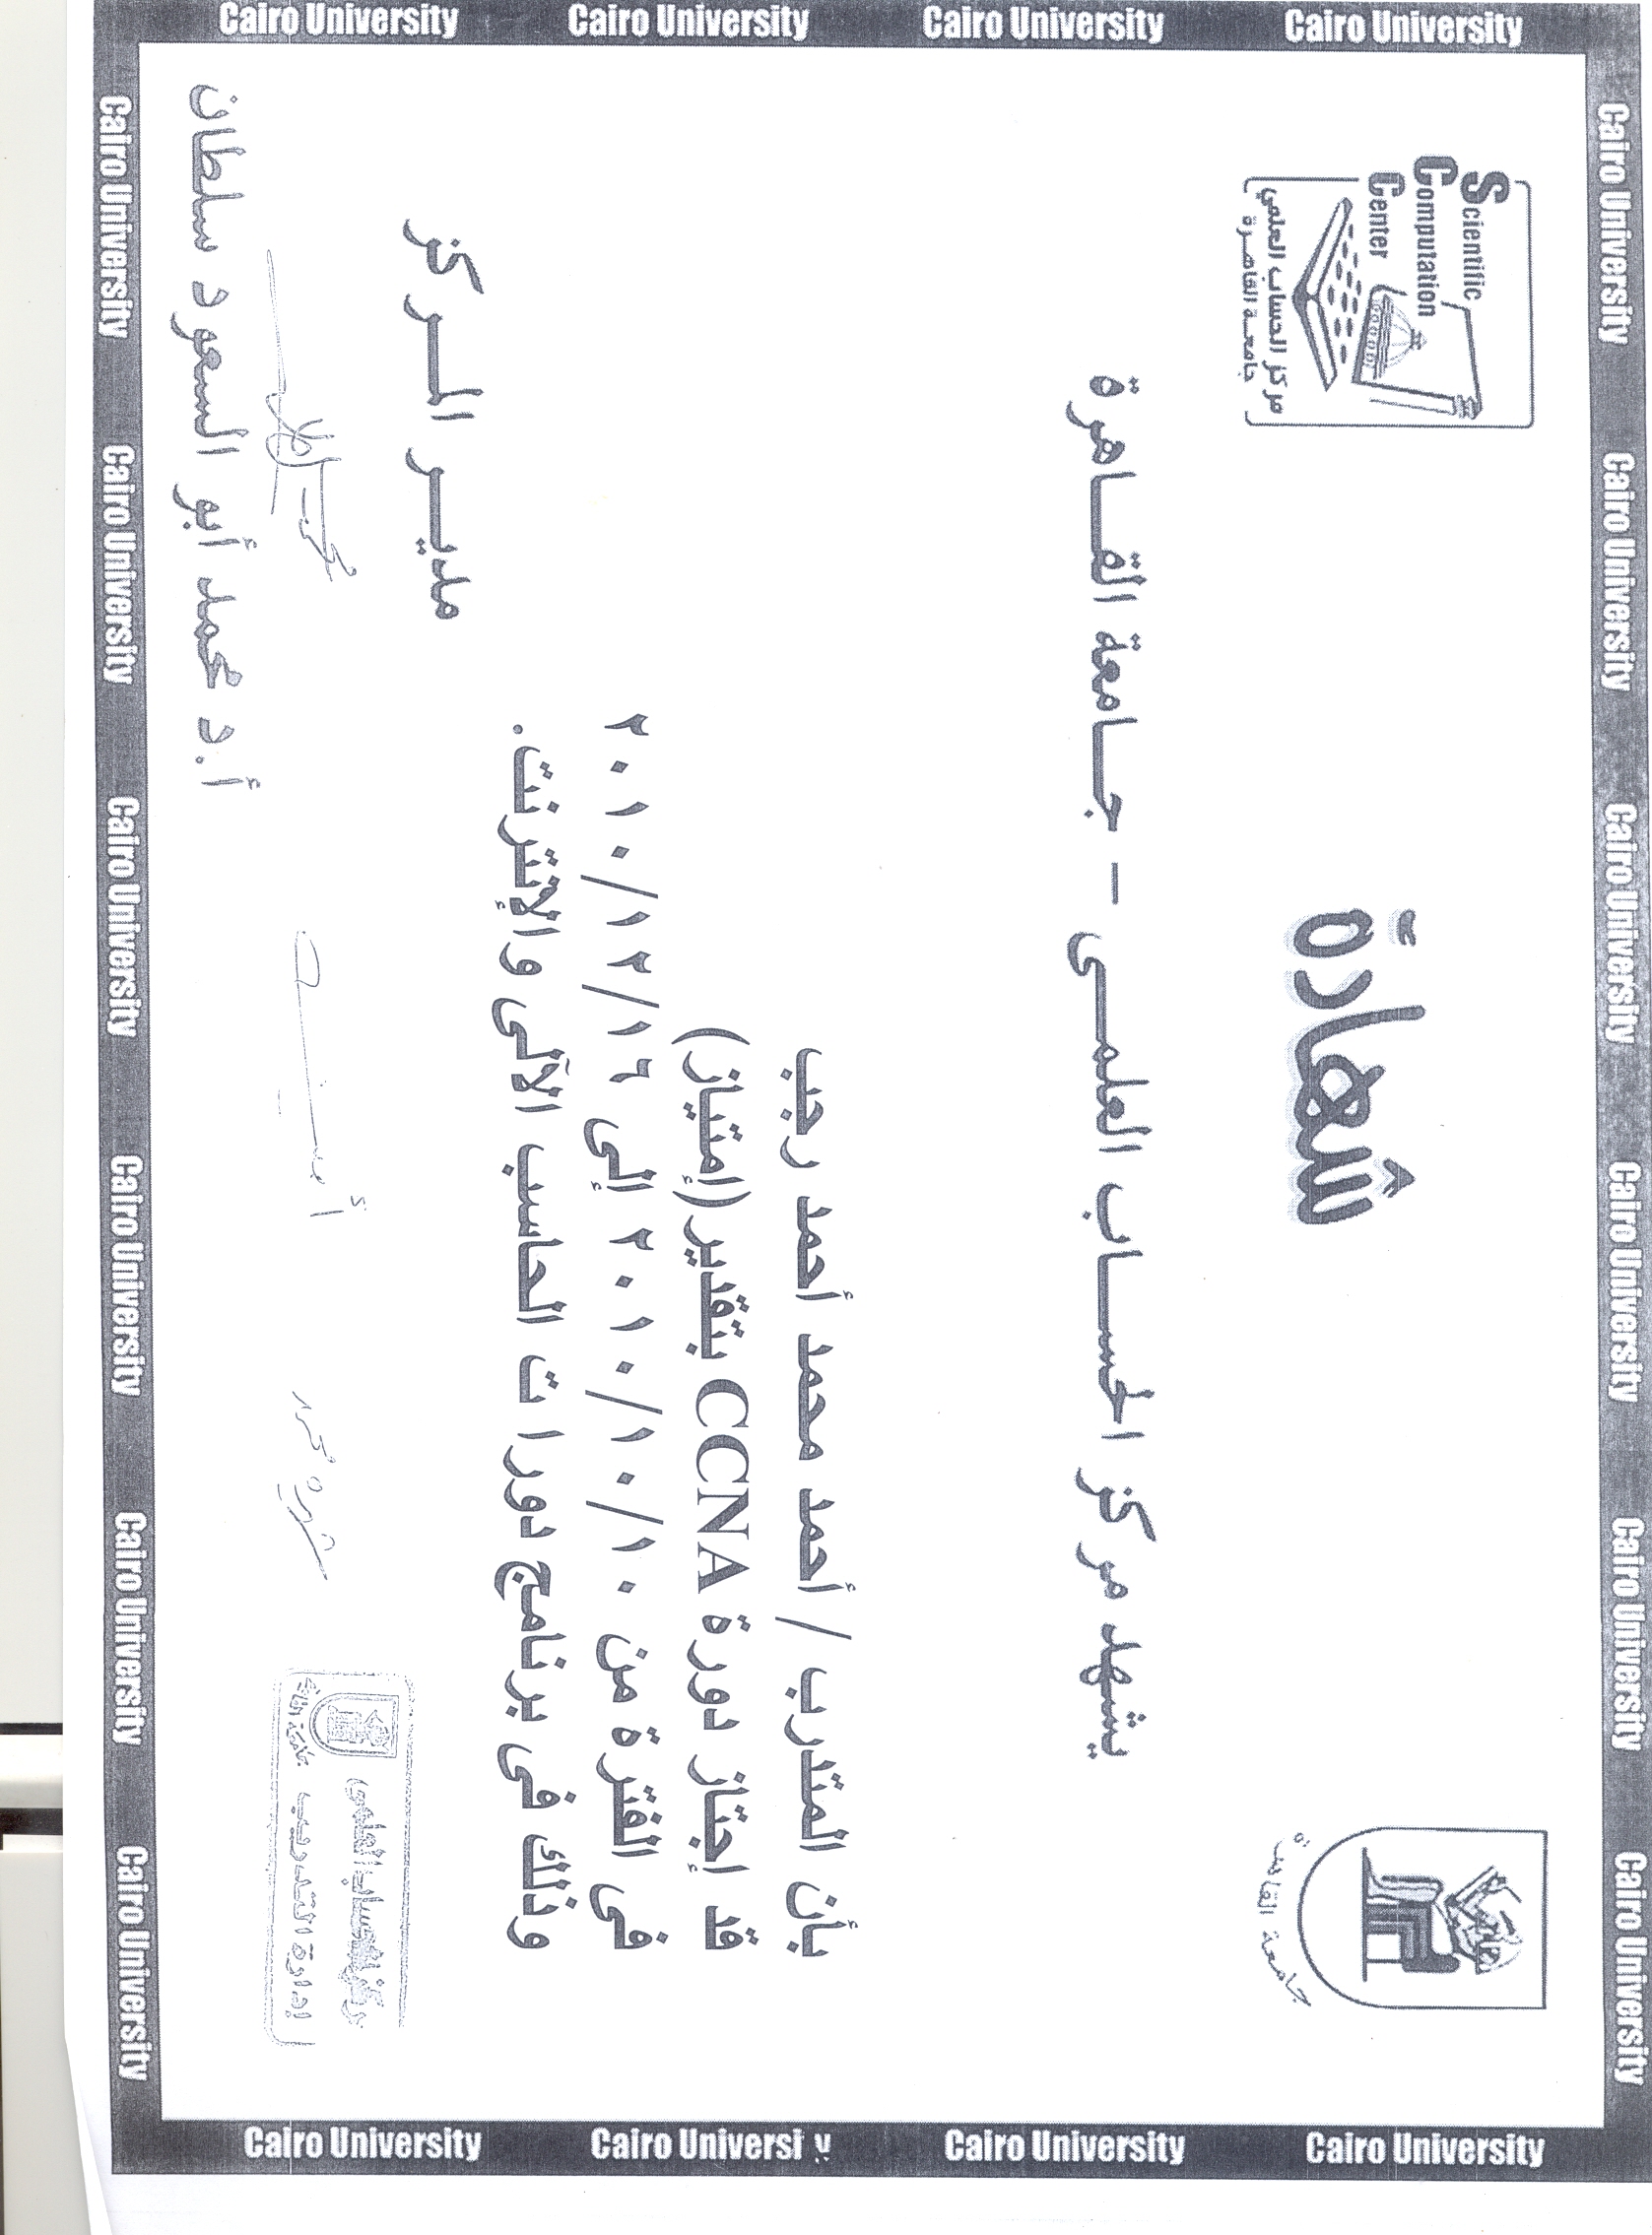 Cairo University Cairo University Cairo University Cairo University Cairo University Cairo University
Scientific
Computation
Center
مركز الحساب العلمي
جامعة القاهرة
جامعة القاهرة
شهادة
يشهد مركز الحساب العلمى – جامعة القاهرة
بأن المتدرب / أحمد محمد أحمد رجب
قد إجتاز دورة CCNA بتقدير(إمتياز)
فى الفترة من ٢٠١٠/١٠/١٠ إلى ٢٠١٠/١٢/١٦
وذلك فى برنامج دورا ت الحاسب الآلى والإنترنت.
مديـر المـركز
مركز الحساب العلمى
إدارة التدريب
جامعة القاهرة
شهيره محمد
أ.د محمد أبو السعود سلطان
Cairo University Cairo University Cairo University Cairo University Cairo University Cairo University
Cairo University Cairo University Cairo University Cairo University
Cairo University Cairo University Cairo University Cairo University